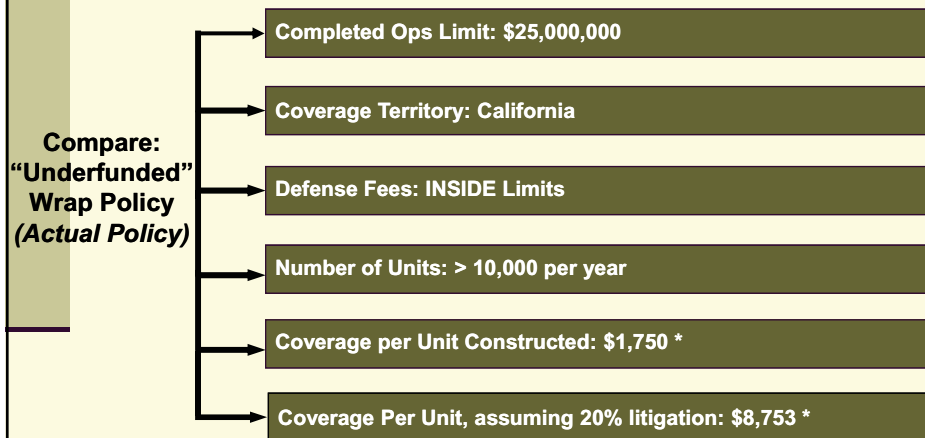 Compare:
“Underfunded”
Wrap Policy
(Actual Policy)
Completed Ops Limit: $25,000,000
Coverage Territory: California
Defense Fees: INSIDE Limits
Number of Units: > 10,000 per year
Coverage per Unit Constructed: $1,750 *
Coverage Per Unit, assuming 20% litigation: $8,753 *